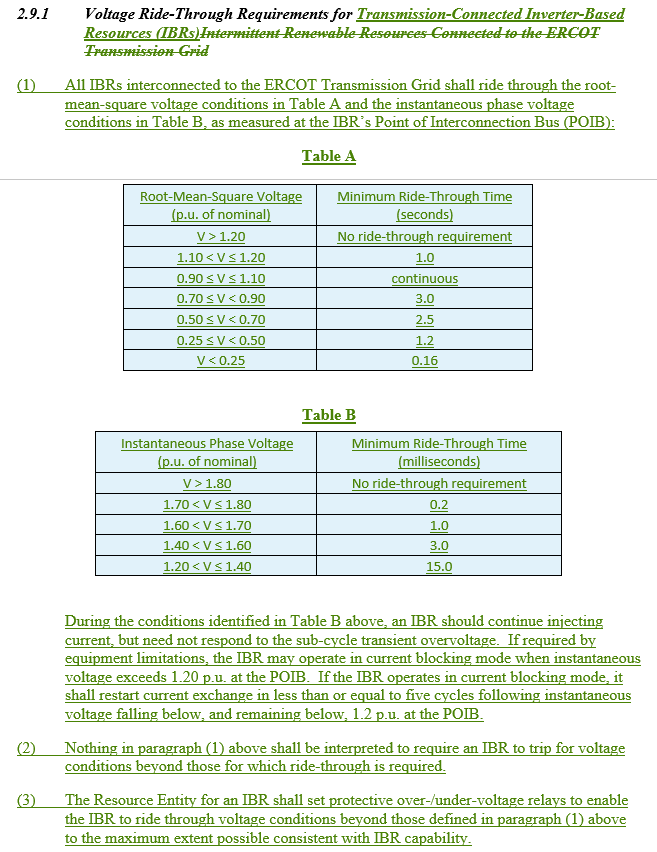 2.9.1 Voltage Ride-Through Requirements for Transmission-Connected Inverter-Based
Resources (IBRs)Intermittent Renewable Resources Connected to the ERCOT
Transmission Grid
(1) All IBRs interconnected to the ERCOT Transmission Grid shall ride through the root-
mean-square voltage conditions in Table A and the instantaneous phase voltage
conditions in Table B, as measured at the IBR's Point of Interconnection Bus (POIB):
Table A
Root-Mean-Square Voltage Minimum Ride-Through Time
(p.u. of nominal) (seconds)
V > 1.20 No ride-through requirement
1.10 < V ≤ 1.20 1.0
0.90 ≤ V ≤ 1.10 continuous
0.70 ≤ V < 0.90 3.0
0.50 ≤ V < 0.70 2.5
0.25 ≤ V < 0.50 1.2
V < 0.25 0.16
Table B
Instantaneous Phase Voltage Minimum Ride-Through Time
(p.u. of nominal) (milliseconds)
V > 1.80 No ride-through requirement
1.70 < V ≤ 1.80 0.2
1.60 < V ≤ 1.70 1.0
1.40 < V ≤ 1.60 3.0
1.20 < V ≤ 1.40 15.0
During the conditions identified in Table B above, an IBR should continue injecting
current, but need not respond to the sub-cycle transient overvoltage. If required by
equipment limitations, the IBR may operate in current blocking mode when instantaneous
voltage exceeds 1.20 p.u. at the POIB. If the IBR operates in current blocking mode, it
shall restart current exchange in less than or equal to five cycles following instantaneous
voltage falling below, and remaining below, 1.2 p.u. at the POIB.
(2) Nothing in paragraph (1) above shall be interpreted to require an IBR to trip for voltage
conditions beyond those for which ride-through is required.
(3) The Resource Entity for an IBR shall set protective over-/under-voltage relays to enable
the IBR to ride through voltage conditions beyond those defined in paragraph (1) above
to the maximum extent possible consistent with IBR capability.